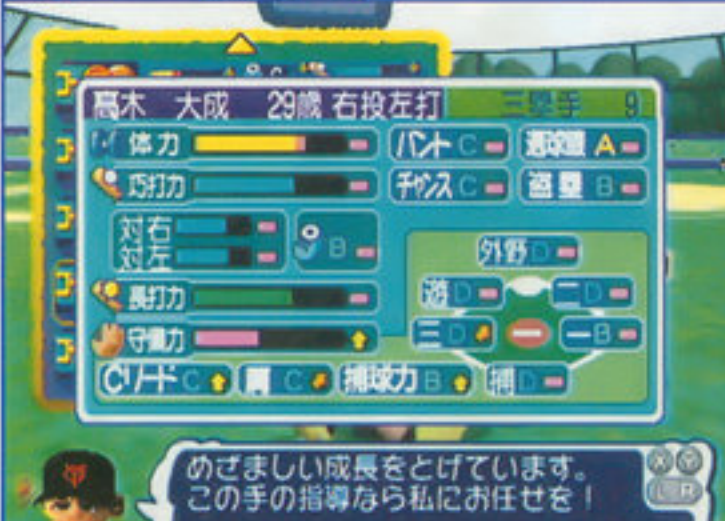 高木 大成 29歳 右投左打 三塁手 9
体力 バント C 選球眼 A
巧打力 チャンス C 盗塁 B
対右
対左 B
長打力 外野 D
遊 D 二 D
守備力 三 D 一 一 B
Cリード C 肩 C 捕球力 B 捕 D
めざましい成長をとげています。
この手の指導なら私にお任せを！
X Y
L R